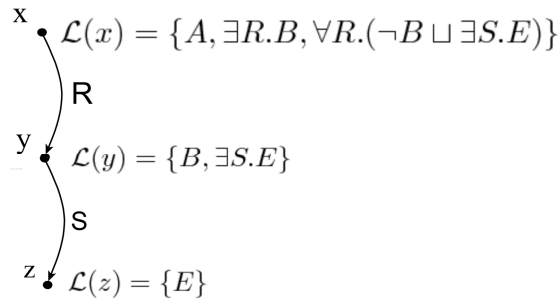 x ℒ(x) = {A, ∃R.B, ∀R.(¬B ⊔ ∃S.E)}
R
y ℒ(y) = {B, ∃S.E}
S
z ℒ(z) = {E}